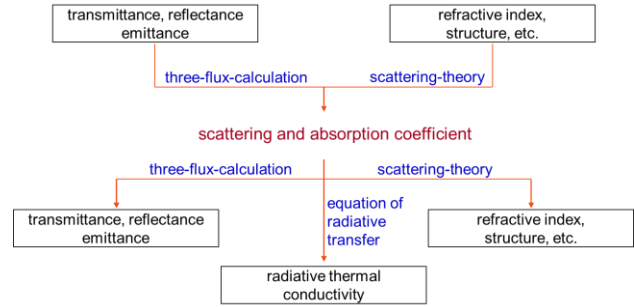 transmittance, reflectance
emittance
refractive index,
structure, etc.
three-flux-calculation
scattering-theory
scattering and absorption coefficient
three-flux-calculation
scattering-theory
transmittance, reflectance
emittance
equation of
radiative
transfer
refractive index,
structure, etc.
radiative thermal
conductivity